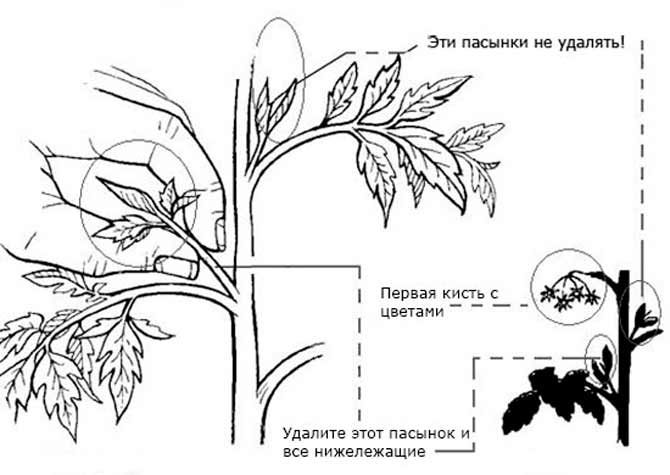 Эти пасынки не удалять!
Первая кисть с
цветами
Удалите этот пасынок и
все нижележащие